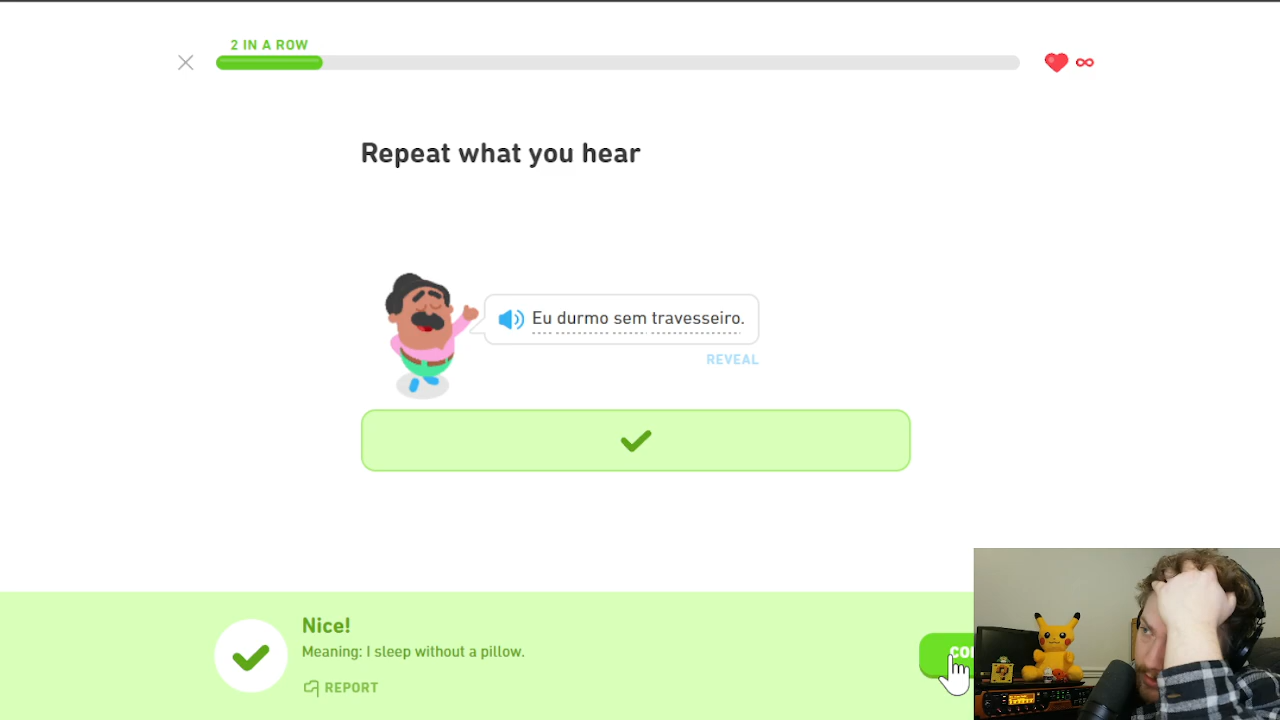 2 IN A ROW
Repeat what you hear
Eu durmo sem travesseiro.
REVEAL
Nice!
Meaning: I sleep without a pillow.
REPORT